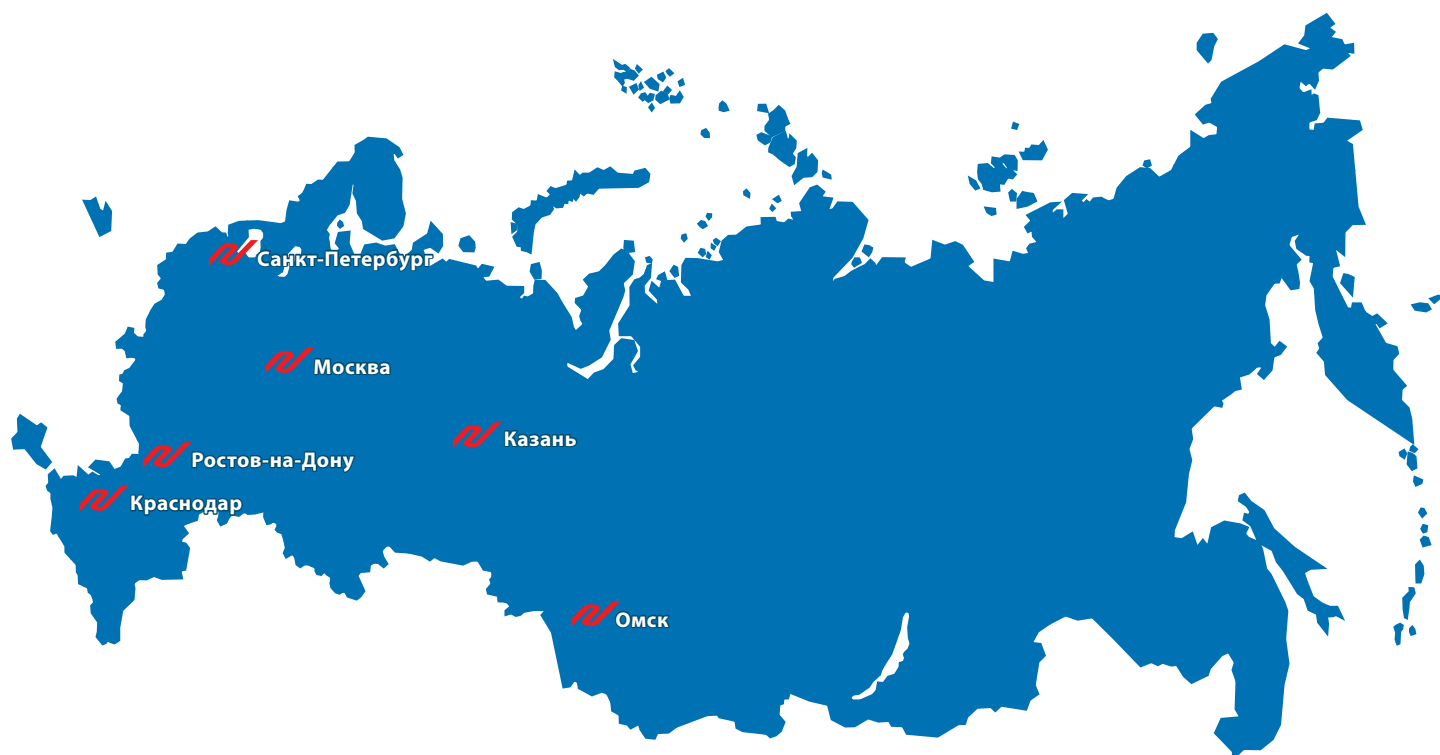 Санкт-Петербург
Москва
Казань
Ростов-на-Дону
Краснодар
Омск